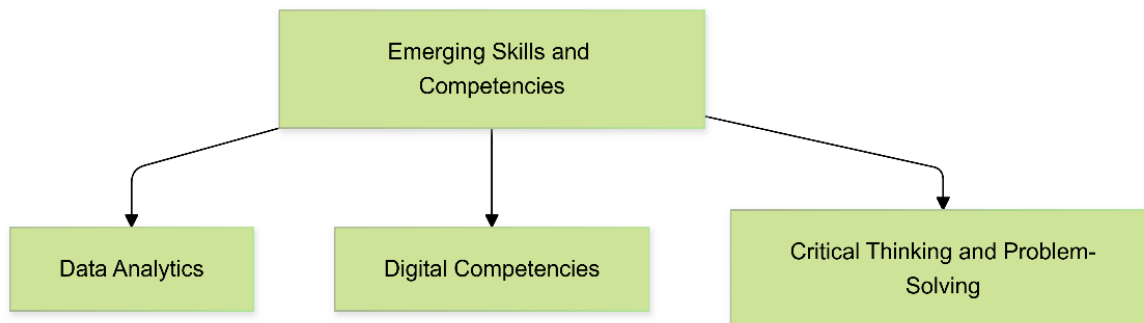 Emerging Skills and
Competencies
Data Analytics
Digital Competencies
Critical Thinking and Problem-
Solving